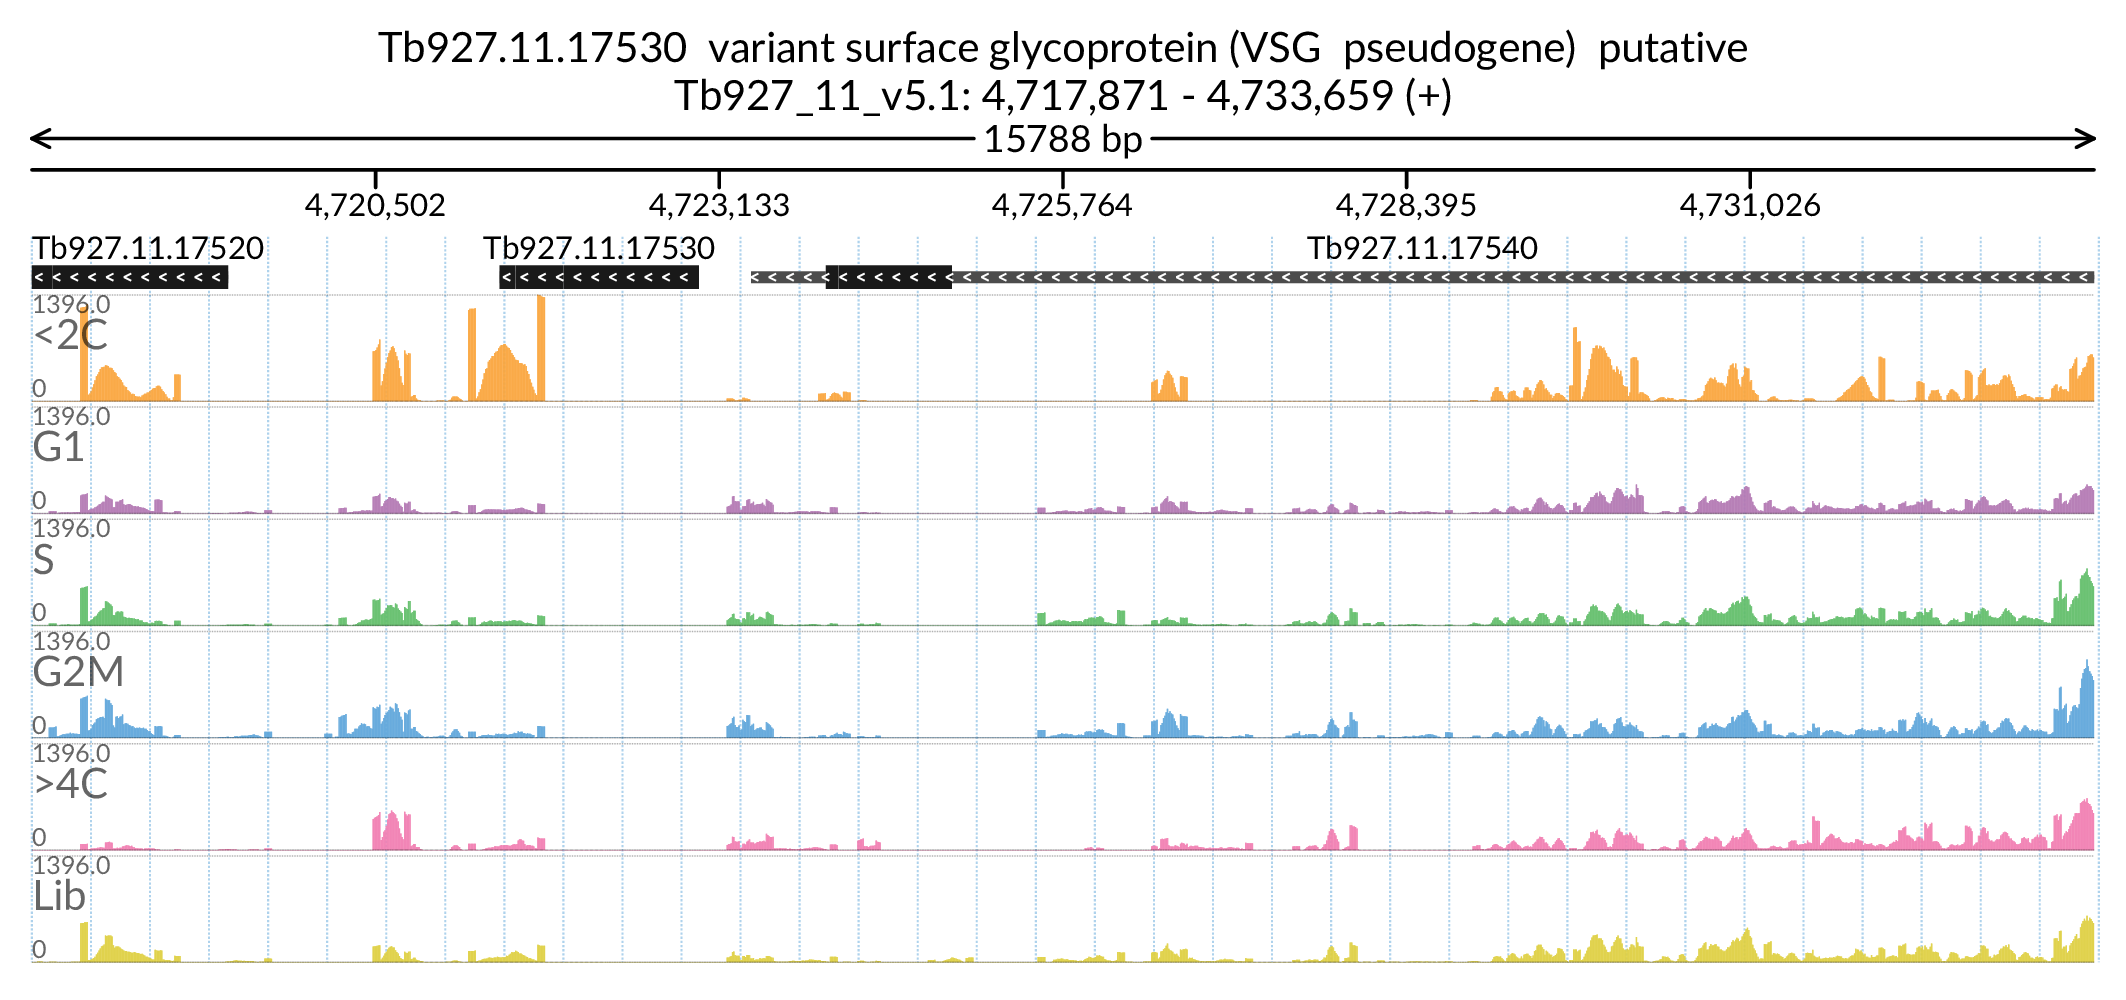 Tb927.11.17530  variant surface glycoprotein (VSG  pseudogene)  putative
Tb927_11_v5.1: 4,717,871 - 4,733,659 (+)
15788 bp
4,720,502 4,723,133 4,725,764 4,728,395 4,731,026
Tb927.11.17520 Tb927.11.17530 Tb927.11.17540
1396.0
<2C
0
1396.0
G1
0
1396.0
S
0
1396.0
G2M
0
1396.0
>4C
0
1396.0
Lib
0